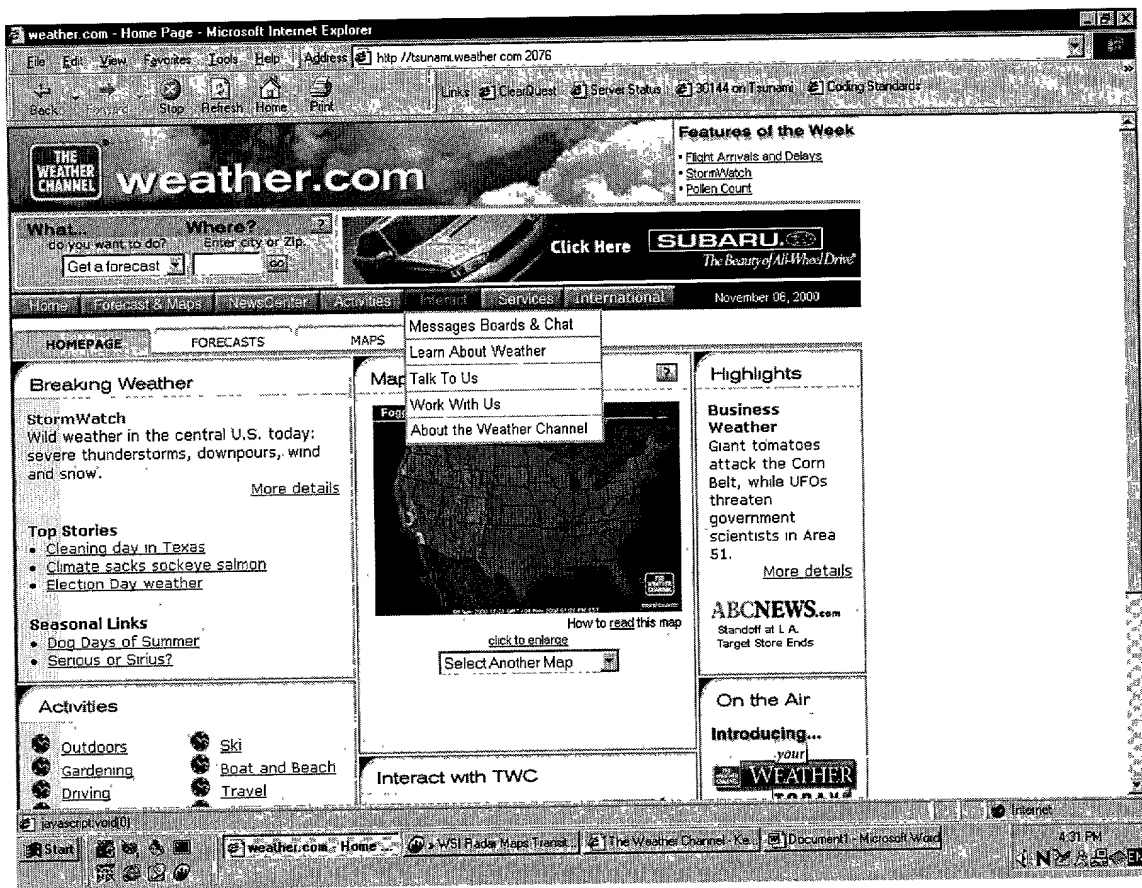 weather.com - Home Page - Microsoft Internet Explorer
File Edit View Favorites Tools Help Address http //tsunami.weather com 2076
Back Forward Stop Refresh Home Print Links ClearQuest Server Status 30144 on Tsunami Coding Standards
THE WEATHER CHANNEL
weather.com
Features of the Week
Flight Arrivals and Delays
StormWatch
Pollen Count
What... Where? ?
do you want to do? Enter city or Zip.
Get a forecast GO
Click Here SUBARU.
The Beauty of All-Wheel Drive
Home Forecast & Maps NewsCenter Activities Interact Services International November 06, 2000
HOMEPAGE FORECASTS MAPS
Messages Boards & Chat
Learn About Weather
Talk To Us
Work With Us
About the Weather Channel
Breaking Weather
StormWatch
Wild weather in the central U.S. today:
severe thunderstorms, downpours, wind
and snow.
More details
Top Stories
• Cleaning day in Texas
• Climate sacks sockeye salmon
• Election Day weather
Seasonal Links
• Dog Days of Summer
• Serious or Sirius?
Map
?
Fogg
THE WEATHER CHANNEL
How to read this map
click to enlarge
Select Another Map
Highlights
Business
Weather
Giant tomatoes
attack the Corn
Belt, while UFOs
threaten
government
scientists in Area
51.
More details
ABCNEWS.com
Standoff at L A.
Target Store Ends
Activities
Outdoors Ski
Gardening Boat and Beach
Driving Travel
Interact with TWC
On the Air
Introducing...
your
WEATHER
TODAY
javascript:void(0) Internet
Start weather.com - Home ... WSI Radar Maps Transit... The Weather Channel - Ke... Document1 - Microsoft Word 4:31 PM